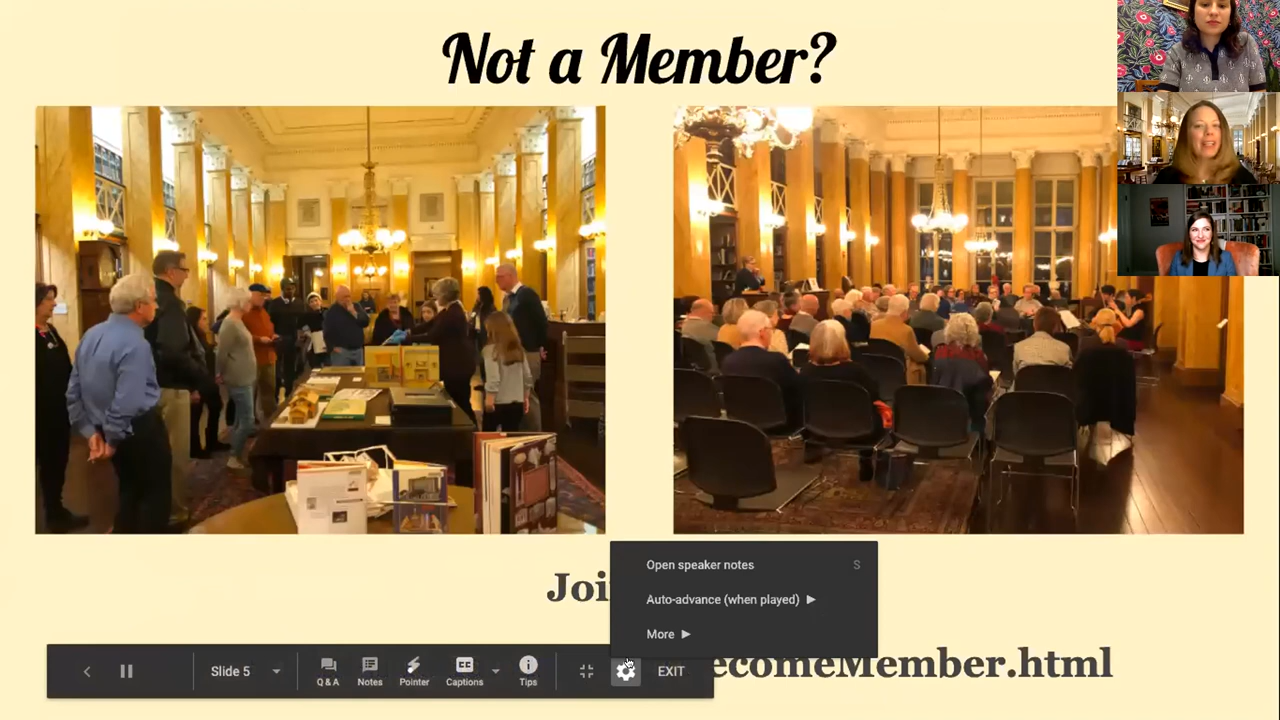 Not a Member?
Open speaker notes S
Auto-advance (when played)
More
Slide 5
Q & A
Notes
Pointer
CC
Captions
Tips
EXIT
ecomeMember.html